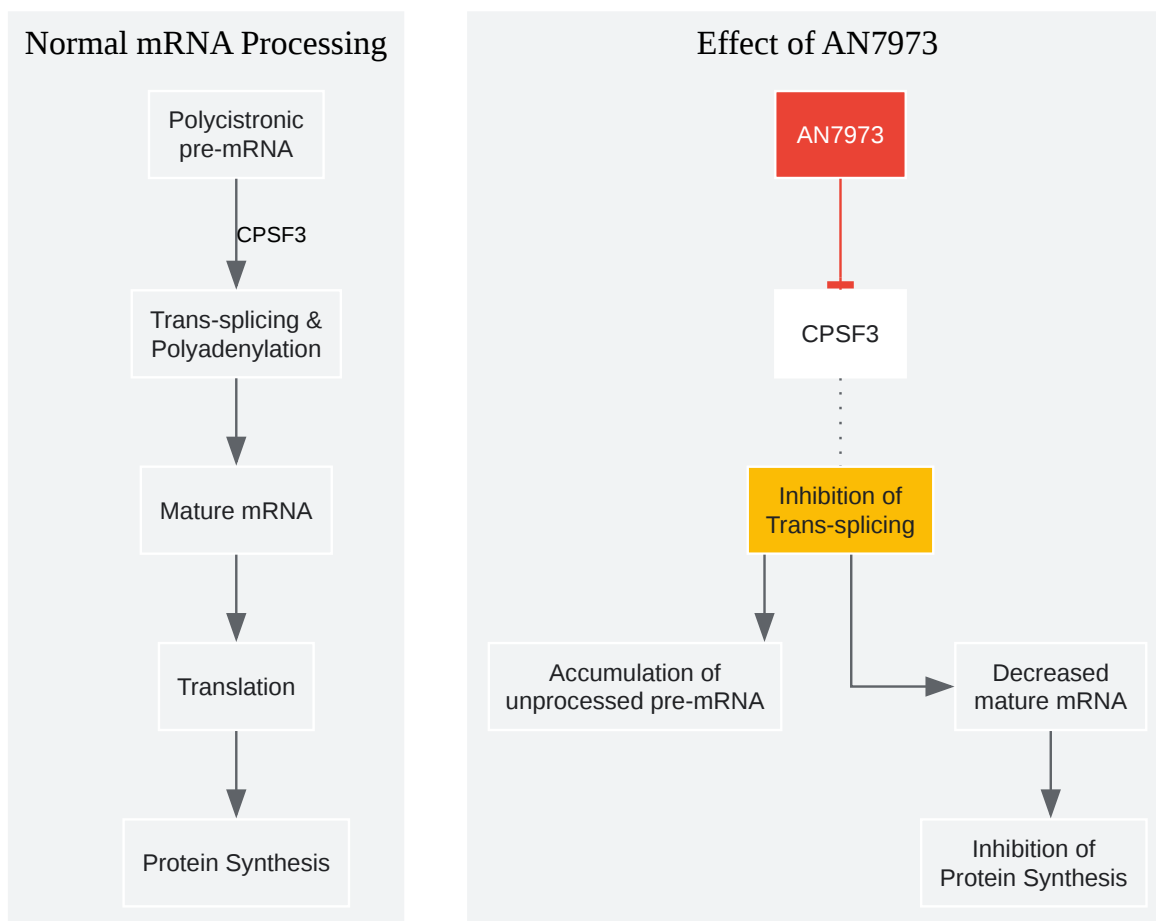 Normal mRNA Processing
Polycistronic
pre-mRNA
CPSF3
Trans-splicing &
Polyadenylation
Mature mRNA
Translation
Protein Synthesis
Effect of AN7973
AN7973
CPSF3
Inhibition of
Trans-splicing
Accumulation of
unprocessed pre-mRNA
Decreased
mature mRNA
Inhibition of
Protein Synthesis